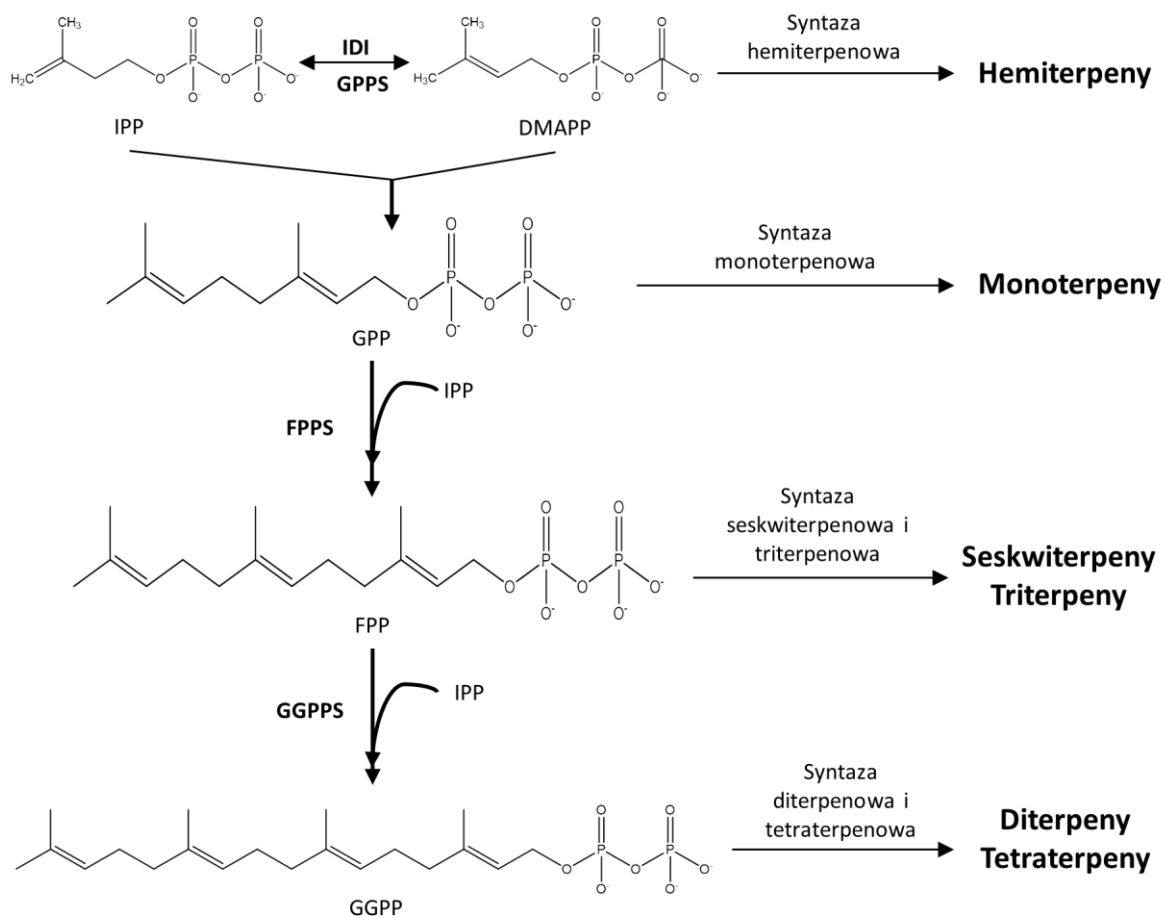 CH₃
H₂C
O
O
P
O
O⁻
O
P
O⁻
O⁻
IDI
GPPS
CH₃
H₃C
O
O
P
O⁻
O
O
C
O⁻
O⁻
Syntaza
hemiterpenowa
Hemiterpeny
IPP
DMAPP
O
O
O
P
O
P
O⁻
O⁻
O⁻
GPP
Syntaza
monoterpenowa
Monoterpeny
IPP
FPPS
O
O
O
P
O
P
O⁻
O⁻
O⁻
FPP
Syntaza
seskwiterpenowa i
triterpenowa
Seskwiterpeny
Triterpeny
IPP
GGPPS
O
O
O
P
O
P
O⁻
O⁻
O⁻
GGPP
Syntaza
diterpenowa i
tetraterpenowa
Diterpeny
Tetraterpeny